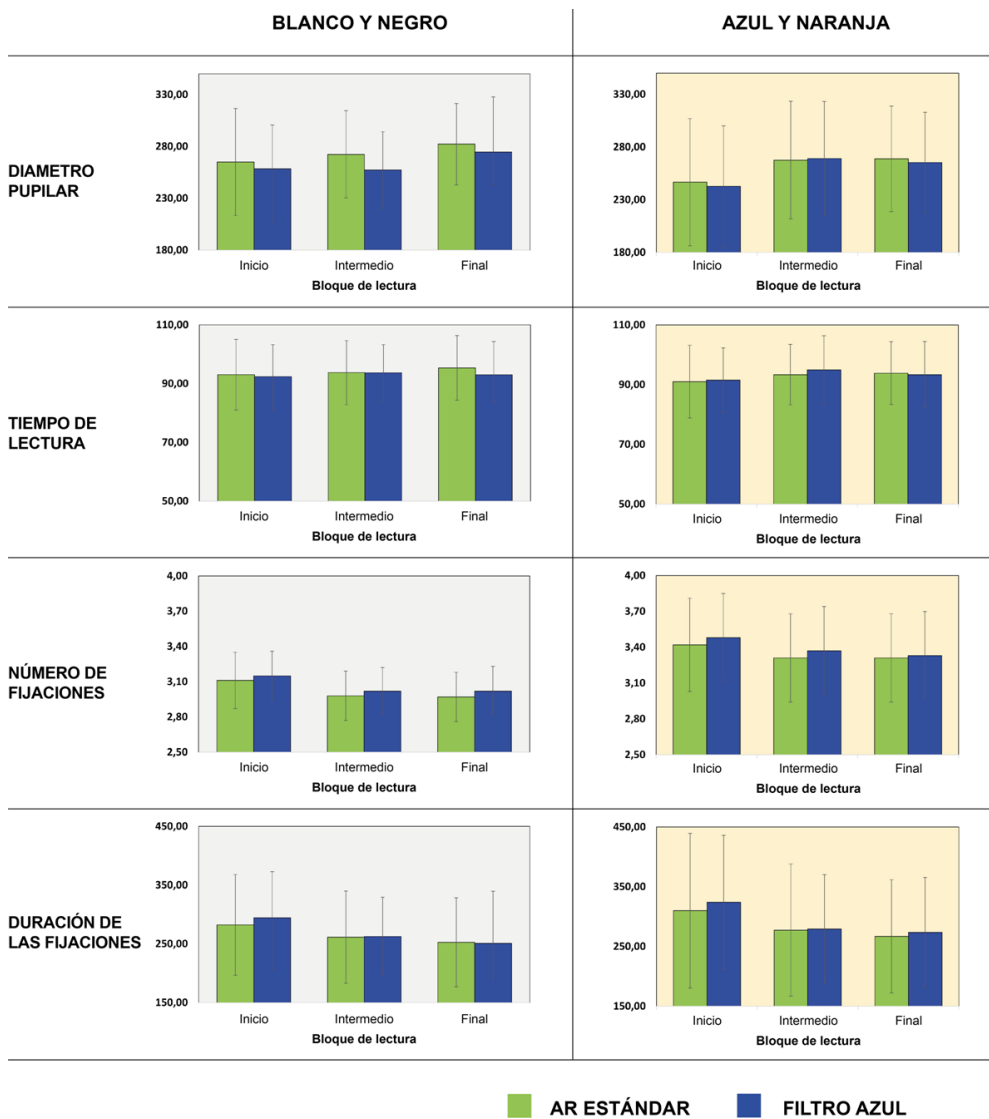 BLANCO Y NEGRO
AZUL Y NARANJA
DIAMETRO
PUPILAR
330,00
280,00
230,00
180,00
Inicio
Intermedio
Final
Bloque de lectura
330,00
280,00
230,00
180,00
Inicio
Intermedio
Final
Bloque de lectura
TIEMPO DE
LECTURA
110,00
90,00
70,00
50,00
Inicio
Intermedio
Final
Bloque de lectura
110,00
90,00
70,00
50,00
Inicio
Intermedio
Final
Bloque de lectura
NÚMERO DE
FIJACIONES
4,00
3,70
3,40
3,10
2,80
2,50
Inicio
Intermedio
Final
Bloque de lectura
4,00
3,70
3,40
3,10
2,80
2,50
Inicio
Intermedio
Final
Bloque de lectura
DURACIÓN DE
LAS FIJACIONES
450,00
350,00
250,00
150,00
Inicio
Intermedio
Final
Bloque de lectura
450,00
350,00
250,00
150,00
Inicio
Intermedio
Final
Bloque de lectura
AR ESTÁNDAR
FILTRO AZUL